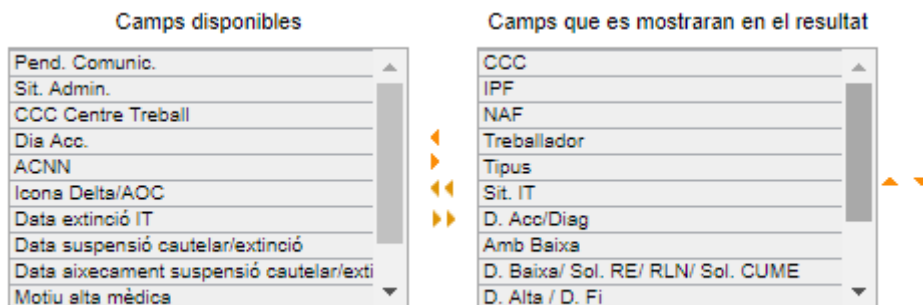 Camps disponibles
Pend. Comunic.
Sit. Admin.
CCC Centre Treball
Dia Acc.
ACNN
Icona Delta/AOC
Data extinció IT
Data suspensió cautelar/extinció
Data aixecament suspensió cautelar/exti
Motiu alta mèdica
Camps que es mostraran en el resultat
CCC
IPF
NAF
Treballador
Tipus
Sit. IT
D. Acc/Diag
Amb Baixa
D. Baixa/ Sol. RE/ RLN/ Sol. CUME
D. Alta / D. Fi